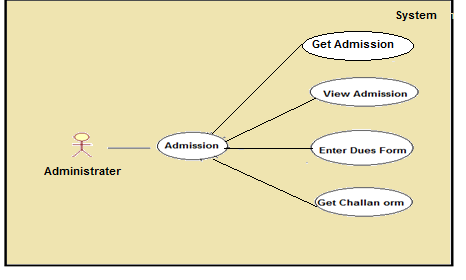 System
Get Admission
View Admission
Admission
Enter Dues Form
Administrater
Get Challan orm